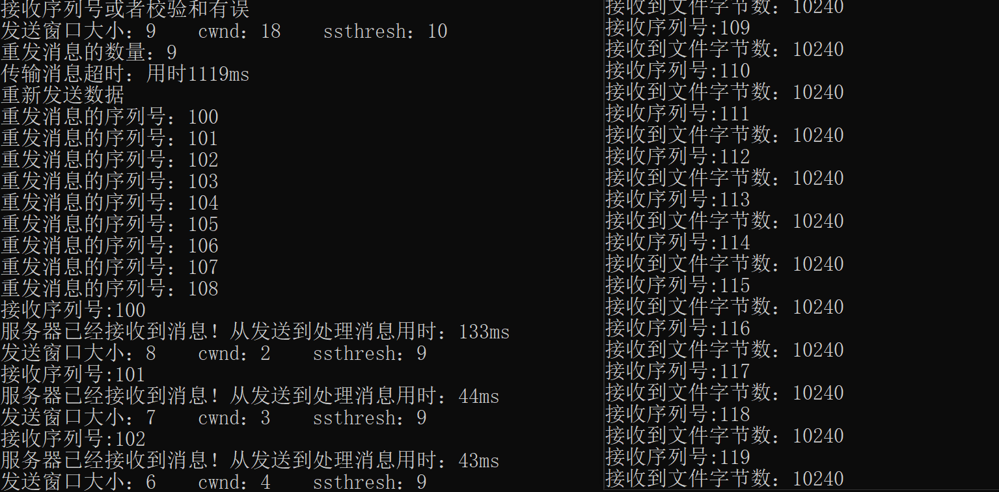 接收序列号或者校验和有误
发送窗口大小：9    cwnd：18    ssthresh：10
重发消息的数量：9
传输消息超时：用时1119ms
重新发送数据
重发消息的序列号：100
重发消息的序列号：101
重发消息的序列号：102
重发消息的序列号：103
重发消息的序列号：104
重发消息的序列号：105
重发消息的序列号：106
重发消息的序列号：107
重发消息的序列号：108
接收序列号:100
服务器已经接收到消息！从发送到处理消息用时：133ms
发送窗口大小：8    cwnd：2    ssthresh：9
接收序列号:101
服务器已经接收到消息！从发送到处理消息用时：44ms
发送窗口大小：7    cwnd：3    ssthresh：9
接收序列号:102
服务器已经接收到消息！从发送到处理消息用时：43ms
发送窗口大小：6    cwnd：4    ssthresh：9
接收到文件字节数：10240
接收序列号:109
接收到文件字节数：10240
接收序列号:110
接收到文件字节数：10240
接收序列号:111
接收到文件字节数：10240
接收序列号:112
接收到文件字节数：10240
接收序列号:113
接收到文件字节数：10240
接收序列号:114
接收到文件字节数：10240
接收序列号:115
接收到文件字节数：10240
接收序列号:116
接收到文件字节数：10240
接收序列号:117
接收到文件字节数：10240
接收序列号:118
接收到文件字节数：10240
接收序列号:119
接收到文件字节数：10240